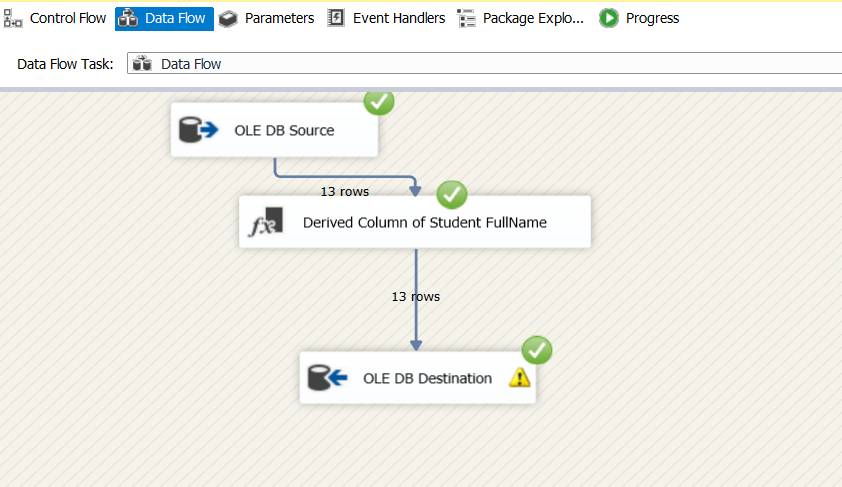 Control Flow Data Flow Parameters Event Handlers Package Explo... Progress
Data Flow Task: Data Flow
OLE DB Source
13 rows
fx Derived Column of Student FullName
13 rows
OLE DB Destination